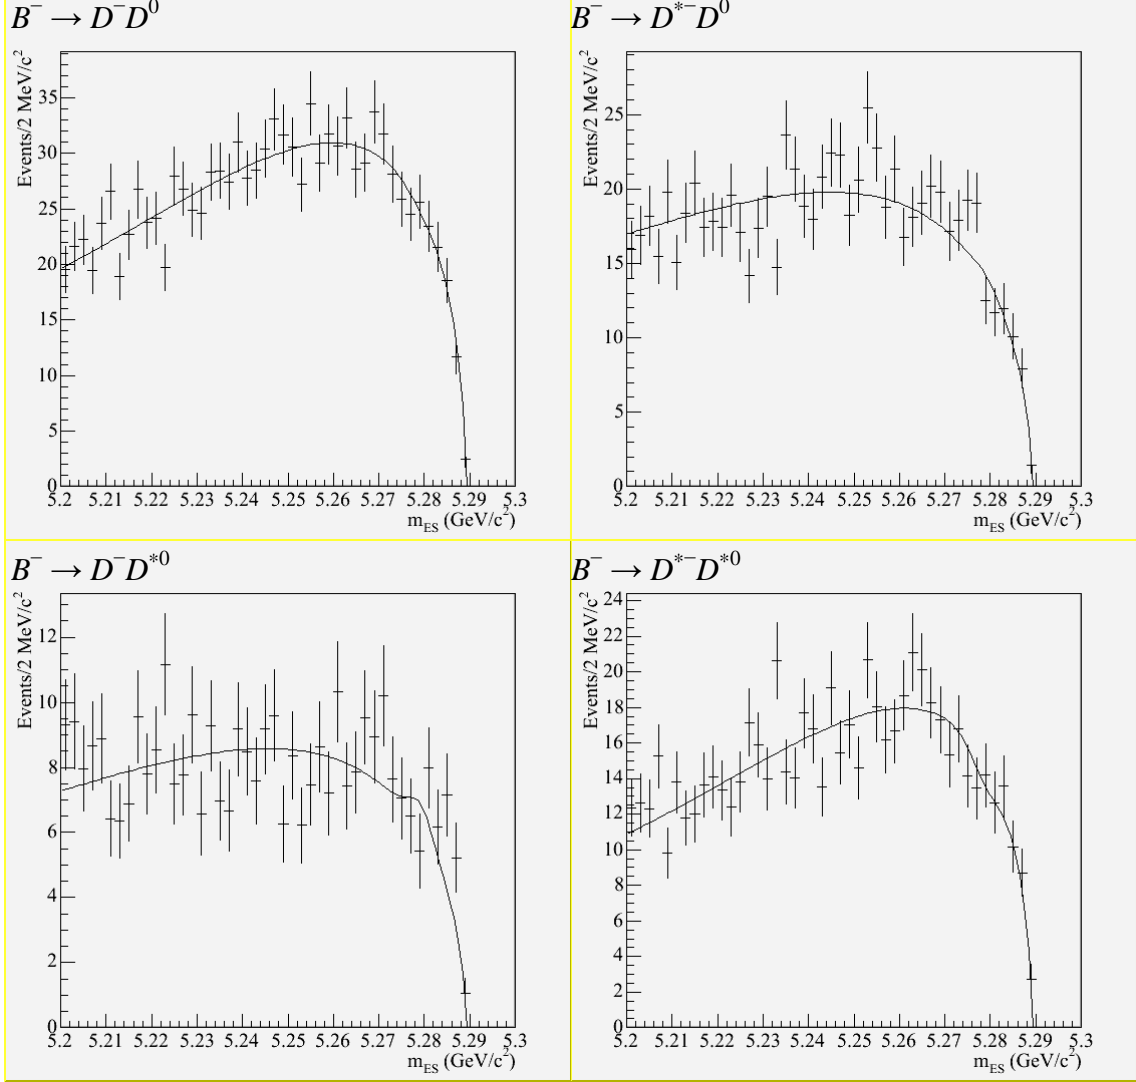 B⁻ → D⁻D⁰
Events/2 MeV/c²
35
30
25
20
15
10
5
0
5.2 5.21 5.22 5.23 5.24 5.25 5.26 5.27 5.28 5.29 5.3
m_ES (GeV/c²)
B⁻ → D*⁻D⁰
Events/2 MeV/c²
25
20
15
10
5
0
5.2 5.21 5.22 5.23 5.24 5.25 5.26 5.27 5.28 5.29 5.3
m_ES (GeV/c²)
B⁻ → D⁻D*⁰
Events/2 MeV/c²
12
10
8
6
4
2
0
5.2 5.21 5.22 5.23 5.24 5.25 5.26 5.27 5.28 5.29 5.3
m_ES (GeV/c²)
B⁻ → D*⁻D*⁰
Events/2 MeV/c²
24
22
20
18
16
14
12
10
8
6
4
2
0
5.2 5.21 5.22 5.23 5.24 5.25 5.26 5.27 5.28 5.29 5.3
m_ES (GeV/c²)